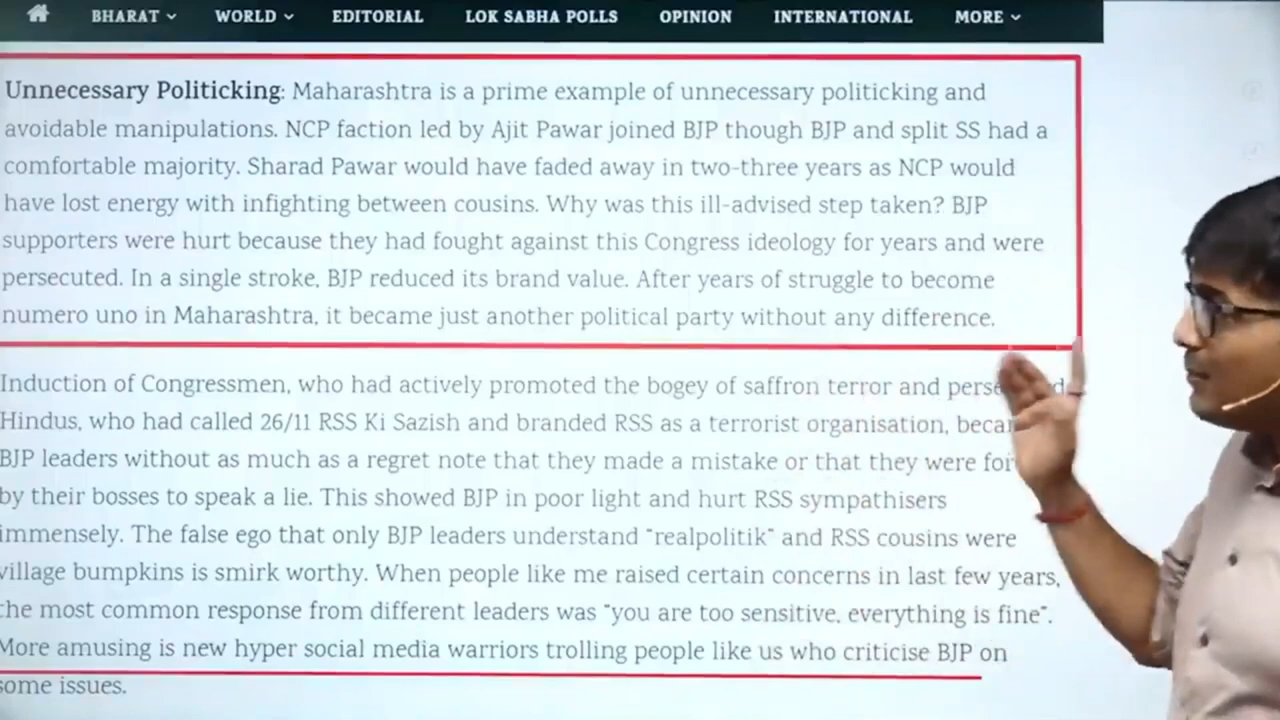 BHARAT WORLD EDITORIAL LOK SABHA POLLS OPINION INTERNATIONAL MORE
Unnecessary Politicking: Maharashtra is a prime example of unnecessary politicking and
avoidable manipulations. NCP faction led by Ajit Pawar joined BJP though BJP and split SS had a
comfortable majority. Sharad Pawar would have faded away in two-three years as NCP would
have lost energy with infighting between cousins. Why was this ill-advised step taken? BJP
supporters were hurt because they had fought against this Congress ideology for years and were
persecuted. In a single stroke, BJP reduced its brand value. After years of struggle to become
numero uno in Maharashtra, it became just another political party without any difference.
Induction of Congressmen, who had actively promoted the bogey of saffron terror and
Hindus, who had called 26/11 RSS Ki Sazish and branded RSS as a terrorist organisation,
BJP leaders without as much as a regret note that they made a mistake or that they were
by their bosses to speak a lie. This showed BJP in poor light and hurt RSS sympathisers
immensely. The false ego that only BJP leaders understand "realpolitik" and RSS cousins were
village bumpkins is smirk worthy. When people like me raised certain concerns in last few years,
the most common response from different leaders was "you are too sensitive, everything is fine".
More amusing is new hyper social media warriors trolling people like us who criticise BJP on
some issues.